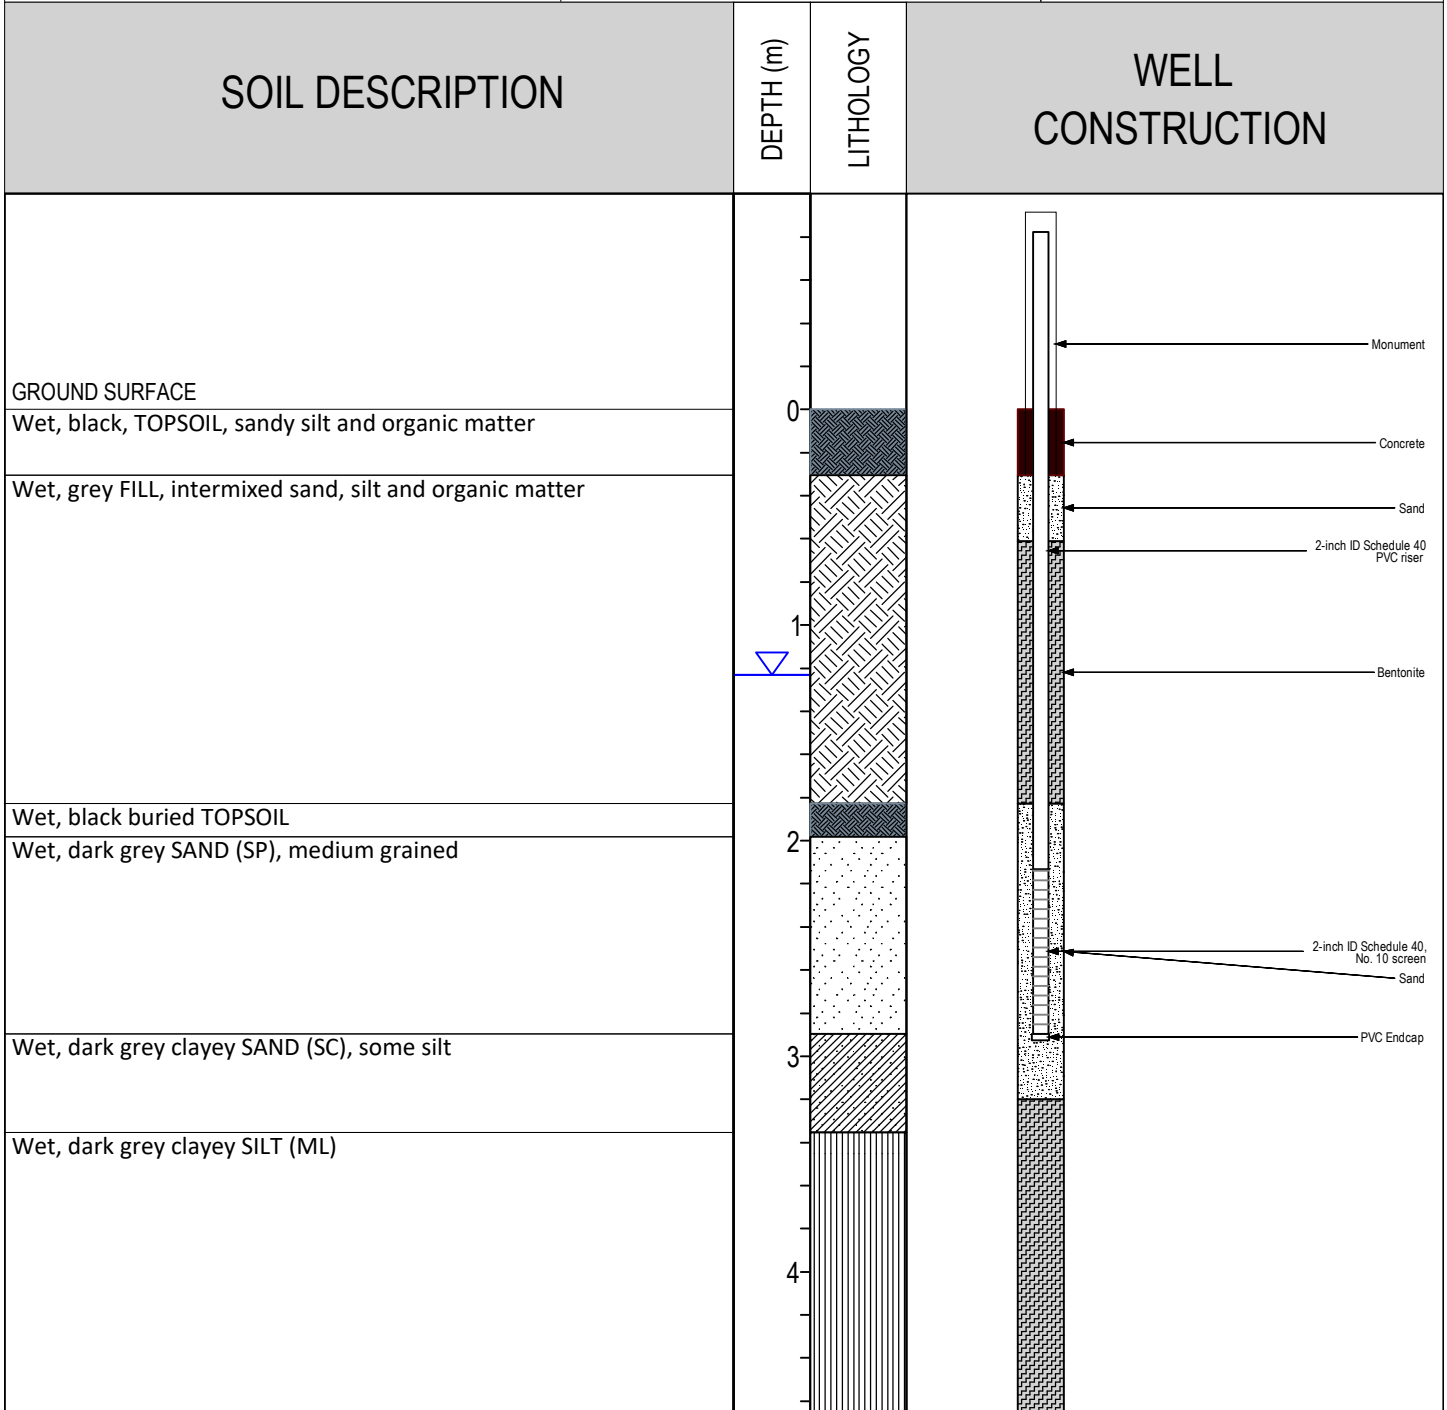 SOIL DESCRIPTION
DEPTH (m)
LITHOLOGY
WELL
CONSTRUCTION
Monument
GROUND SURFACE
0
Wet, black, TOPSOIL, sandy silt and organic matter
Concrete
Wet, grey FILL, intermixed sand, silt and organic matter
Sand
2-inch ID Schedule 40
PVC riser
1
Bentonite
Wet, black buried TOPSOIL
2
Wet, dark grey SAND (SP), medium grained
2-inch ID Schedule 40,
No. 10 screen
Sand
Wet, dark grey clayey SAND (SC), some silt
PVC Endcap
3
Wet, dark grey clayey SILT (ML)
4